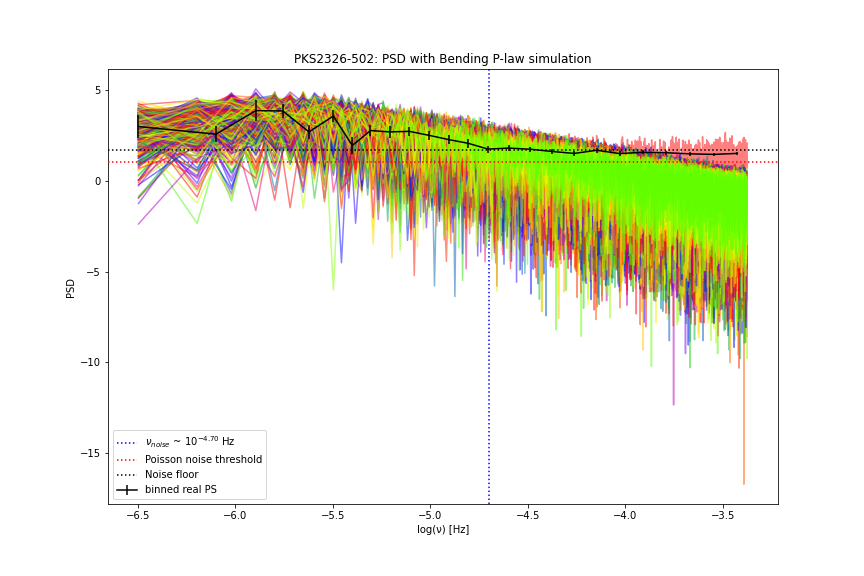 PKS2326-502: PSD with Bending P-law simulation
PSD
5
0
−5
−10
−15
ν_noise ~ 10^−4.70 Hz
Poisson noise threshold
Noise floor
binned real PS
−6.5 −6.0 −5.5 −5.0 −4.5 −4.0 −3.5
log(ν) [Hz]